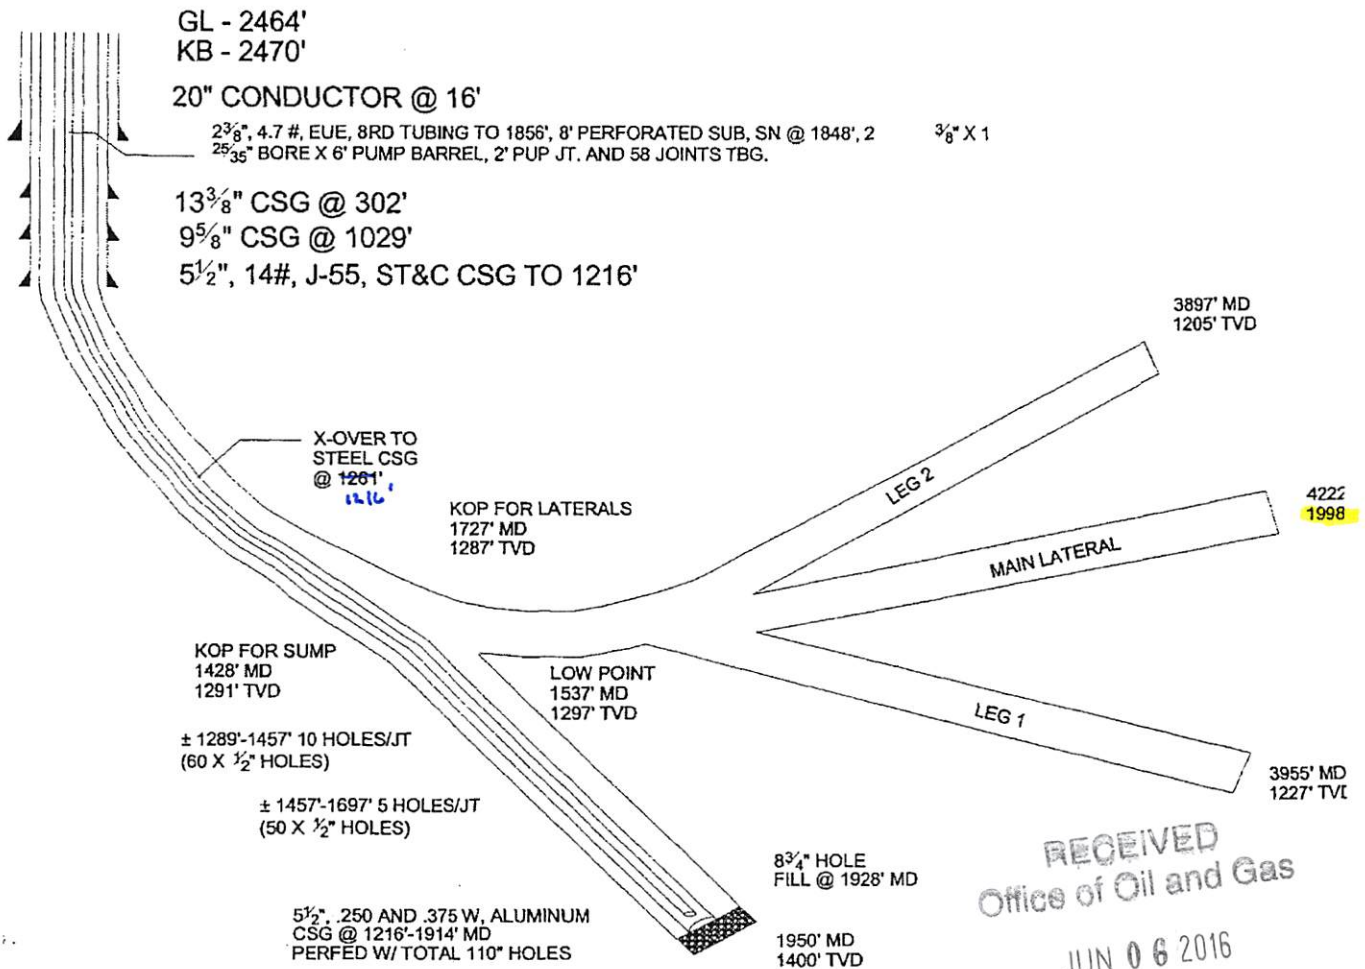 GL - 2464'
KB - 2470'
20" CONDUCTOR @ 16'
2⅜", 4.7 #, EUE, 8RD TUBING TO 1856', 8' PERFORATED SUB, SN @ 1848', 2 ⅜" X 1
25/35" BORE X 6' PUMP BARREL, 2' PUP JT. AND 58 JOINTS TBG.
13⅜" CSG @ 302'
9⅝" CSG @ 1029'
5½", 14#, J-55, ST&C CSG TO 1216'
3897' MD
1205' TVD
X-OVER TO
STEEL CSG
@ 1261'
1216'
LEG 2
KOP FOR LATERALS
1727' MD
1287' TVD
4222
1998
MAIN LATERAL
KOP FOR SUMP
1428' MD
1291' TVD
LOW POINT
1537' MD
1297' TVD
LEG 1
± 1289'-1457' 10 HOLES/JT
(60 X ½" HOLES)
3955' MD
1227' TVD
± 1457'-1697' 5 HOLES/JT
(50 X ½" HOLES)
8¾" HOLE
FILL @ 1928' MD
RECEIVED
Office of Oil and Gas
5½", .250 AND .375 W, ALUMINUM
CSG @ 1216'-1914' MD
PERFED W/ TOTAL 110" HOLES
1950' MD
1400' TVD
JUN 06 2016